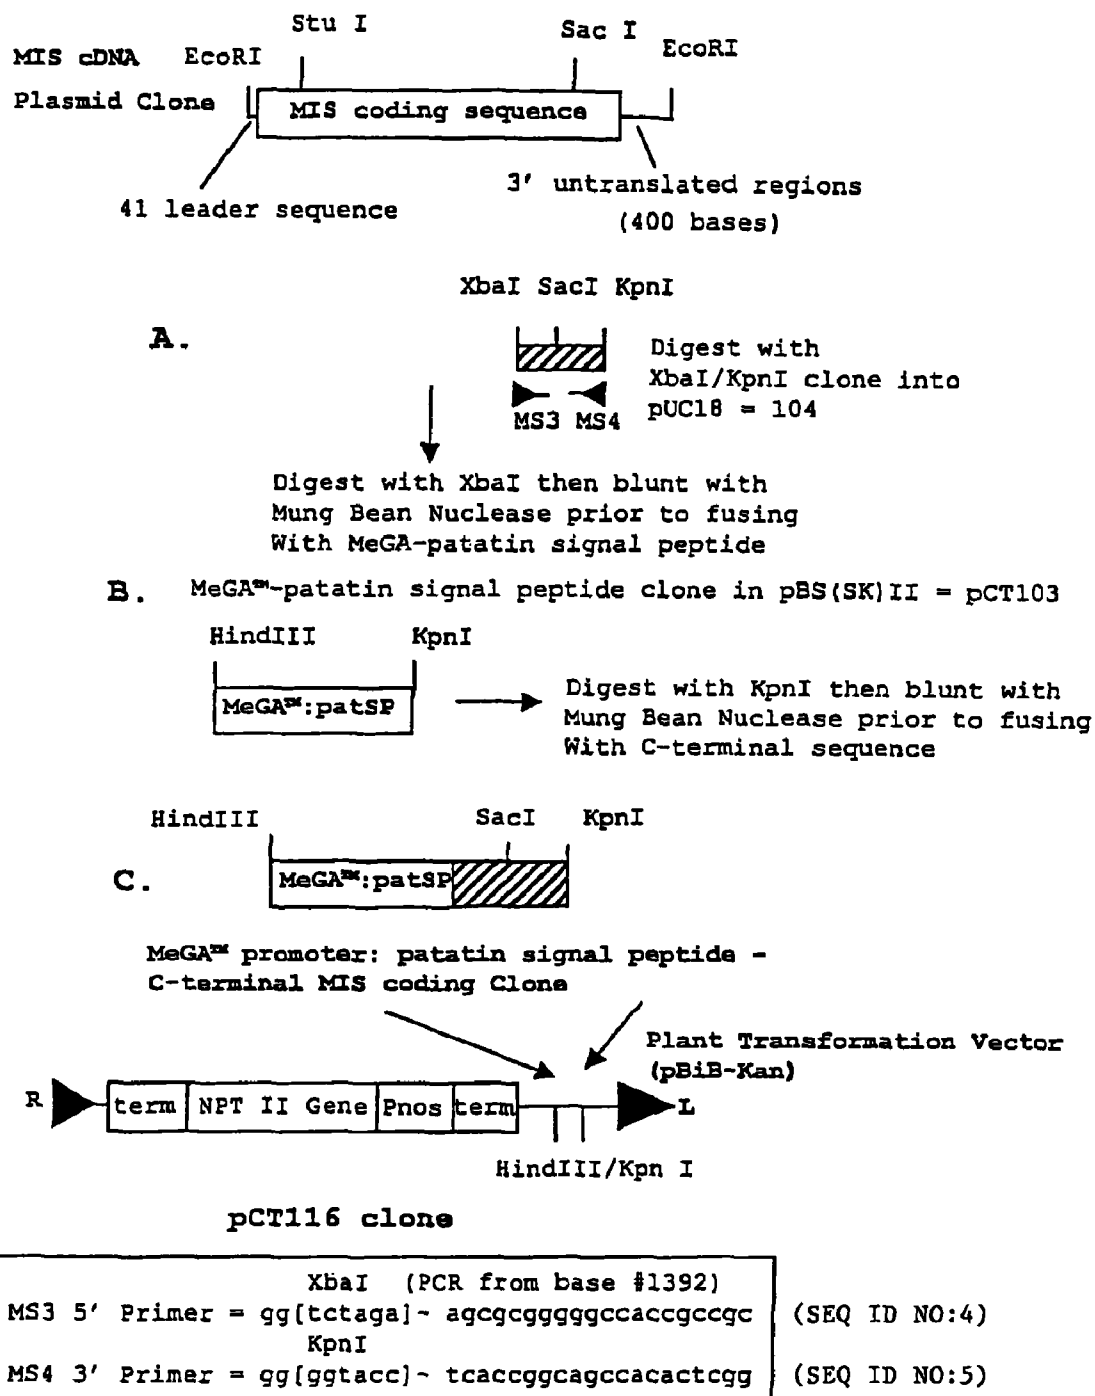 Stu I
Sac I
MIS cDNA EcoRI
EcoRI
Plasmid Clone
MIS coding sequence
3' untranslated regions
(400 bases)
41 leader sequence
XbaI SacI KpnI
A.
Digest with
XbaI/KpnI clone into
pUC18 = 104
MS3 MS4
Digest with XbaI then blunt with
Mung Bean Nuclease prior to fusing
With MeGA-patatin signal peptide
B. MeGA™-patatin signal peptide clone in pBS(SK)II = pCT103
HindIII KpnI
MeGA™:patSP
Digest with KpnI then blunt with
Mung Bean Nuclease prior to fusing
With C-terminal sequence
HindIII SacI KpnI
C.
MeGA™:patSP
MeGA™ promoter: patatin signal peptide -
C-terminal MIS coding Clone
Plant Transformation Vector
(pBiB-Kan)
R term NPT II Gene Pnos term L
HindIII/Kpn I
pCT116 clone
XbaI (PCR from base #1392)
MS3 5' Primer = gg[tctaga]~ agcgcgggggccaccgccgc (SEQ ID NO:4)
KpnI
MS4 3' Primer = gg[ggtacc]~ tcaccggcagccacactcgg (SEQ ID NO:5)